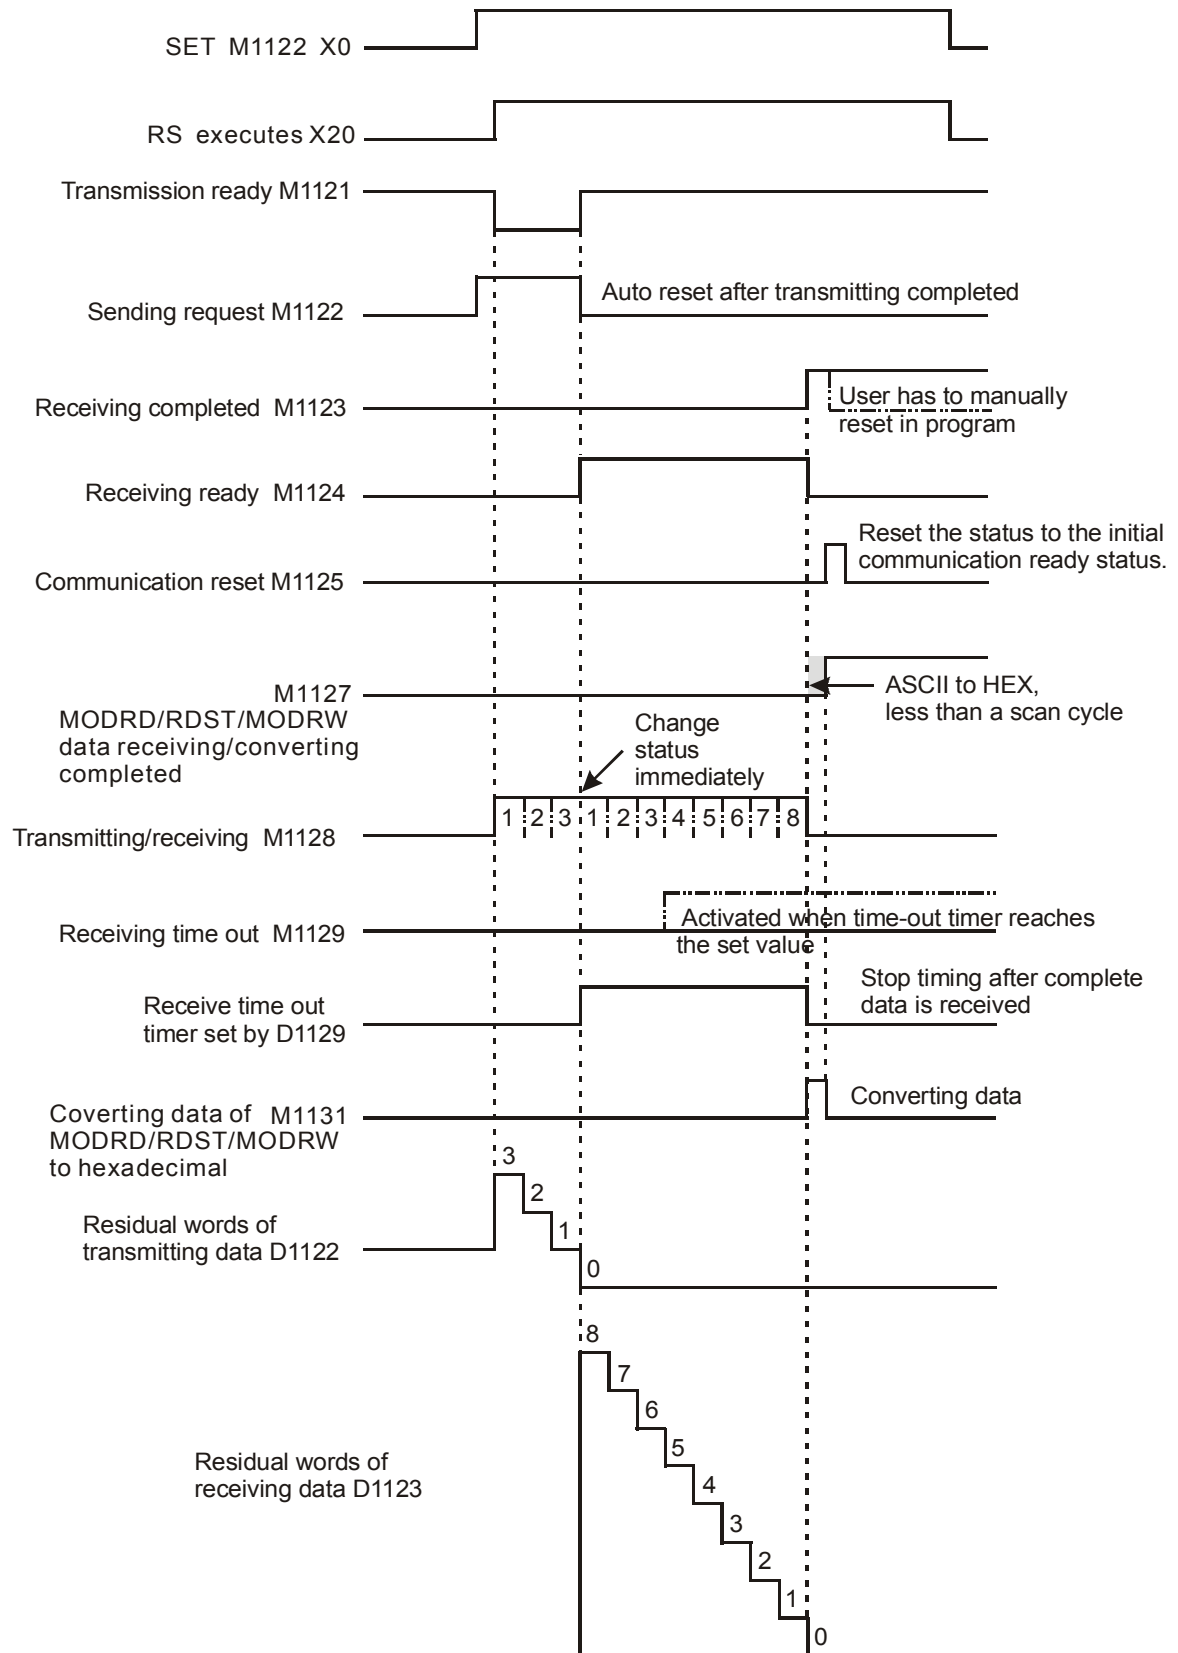 SET M1122 X0
RS executes X20
Transmission ready M1121
Sending request M1122
Auto reset after transmitting completed
Receiving completed M1123
User has to manually
reset in program
Receiving ready M1124
Reset the status to the initial
communication ready status.
Communication reset M1125
M1127
MODRD/RDST/MODRW
data receiving/converting
completed
ASCII to HEX,
less than a scan cycle
Change
status
immediately
Transmitting/receiving M1128
1 2 3 1 2 3 4 5 6 7 8
Receiving time out M1129
Activated when time-out timer reaches
the set value
Receive time out
timer set by D1129
Stop timing after complete
data is received
Coverting data of M1131
MODRD/RDST/MODRW
to hexadecimal
Converting data
Residual words of
transmitting data D1122
3
2
1
0
Residual words of
receiving data D1123
8
7
6
5
4
3
2
1
0